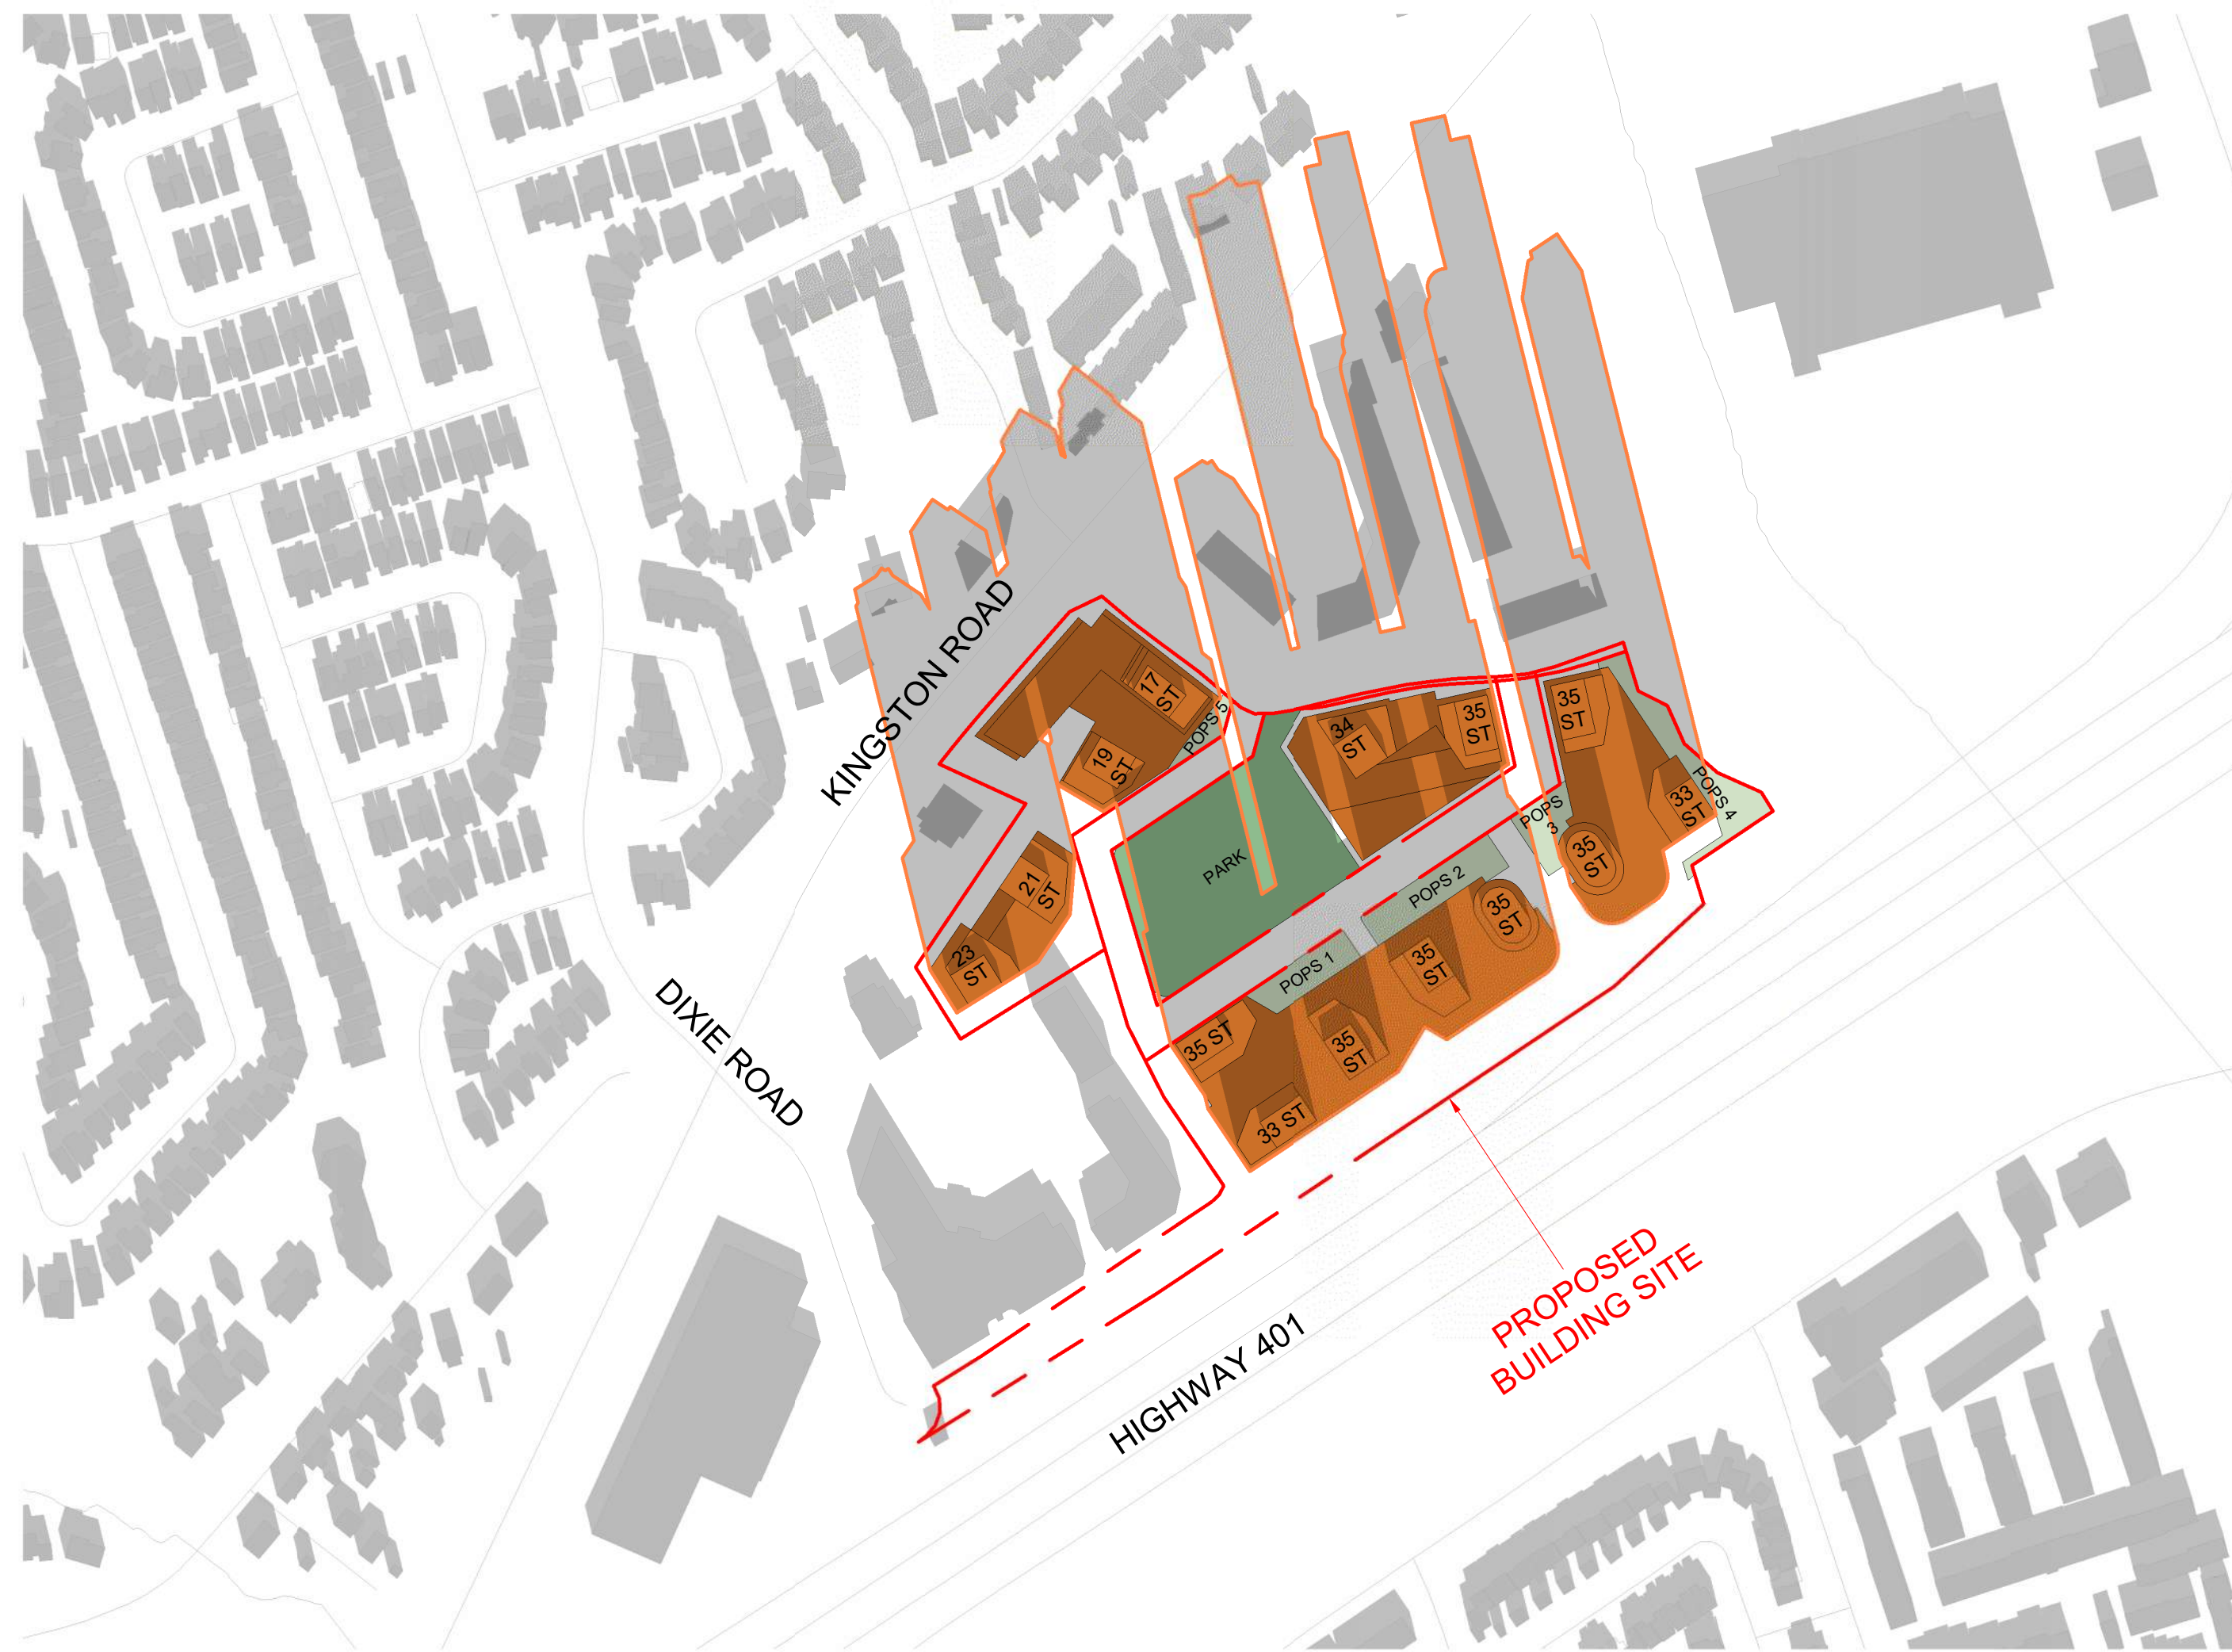 KINGSTON ROAD
17
ST
POPS 5
19
ST
34
ST
35
ST
35
ST
POPS 4
33
ST
POPS
3
35
ST
PARK
POPS 2
21
ST
23
ST
35
ST
POPS 1
35
ST
35 ST
35
ST
33 ST
DIXIE ROAD
HIGHWAY 401
PROPOSED
BUILDING SITE